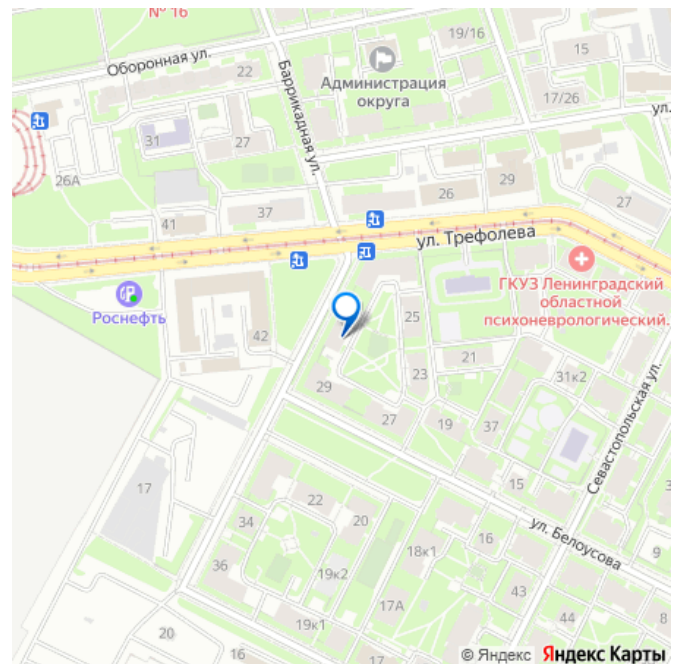 № 16
19/16
15
Оборонная ул.
22
Администрация
округа
17/26
ул.
Баррикадная ул.
31
27
26А
26
29
27
41
37
ул. Трефолева
ГКУЗ Ленинградский
областной
психоневрологический.
Роснефть
42
25
21
23
31к2
29
27
19
37
Севастопольская ул.
17
22
20
15
34
18к1
16
ул. Белоусова
9
36
19к2
17А
43
44
8
19к1
20
16
17
3
© Яндекс Яндекс Карты